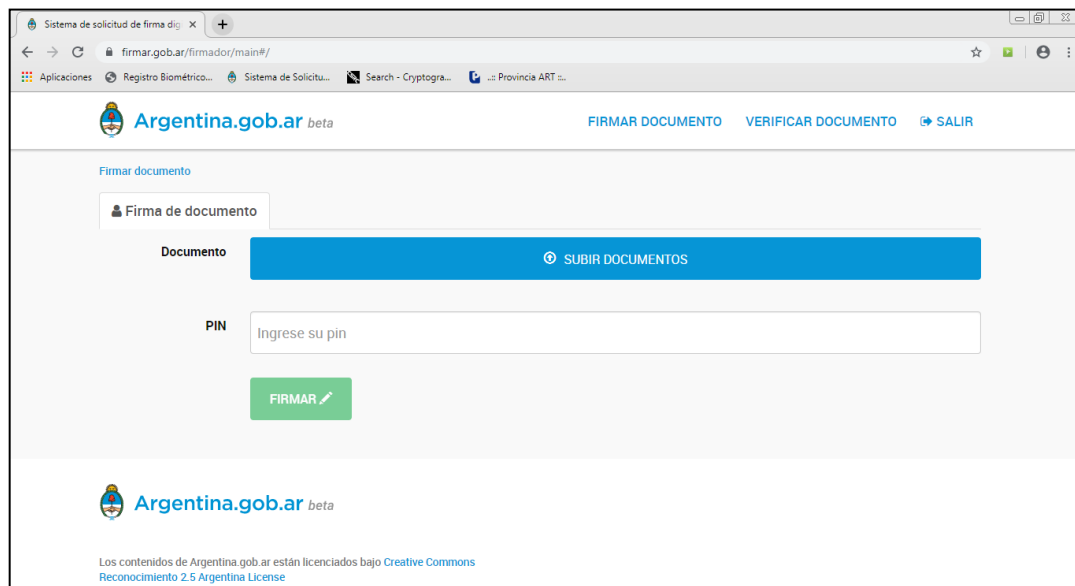 Sistema de solicitud de firma dig
firmar.gob.ar/firmador/main#/
Aplicaciones Registro Biométrico... Sistema de Solicitu... Search - Cryptogra... ..:: Provincia ART ::..
Argentina.gob.ar beta FIRMAR DOCUMENTO VERIFICAR DOCUMENTO SALIR
Firmar documento
Firma de documento
Documento SUBIR DOCUMENTOS
PIN Ingrese su pin
FIRMAR
Argentina.gob.ar beta
Los contenidos de Argentina.gob.ar están licenciados bajo Creative Commons
Reconocimiento 2.5 Argentina License